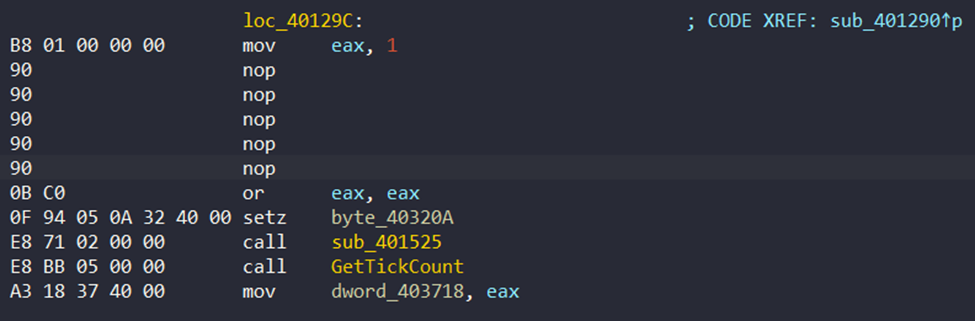 loc_40129C: ; CODE XREF: sub_401290↑p
B8 01 00 00 00 mov eax, 1
90 nop
90 nop
90 nop
90 nop
90 nop
0B C0 or eax, eax
0F 94 05 0A 32 40 00 setz byte_40320A
E8 71 02 00 00 call sub_401525
E8 BB 05 00 00 call GetTickCount
A3 18 37 40 00 mov dword_403718, eax